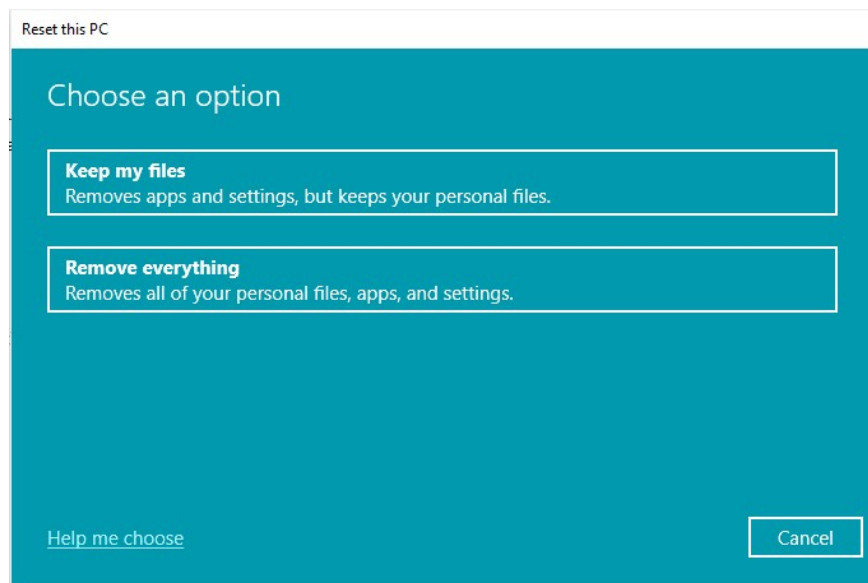 Reset this PC
Choose an option
Keep my files
Removes apps and settings, but keeps your personal files.
Remove everything
Removes all of your personal files, apps, and settings.
Help me choose
Cancel